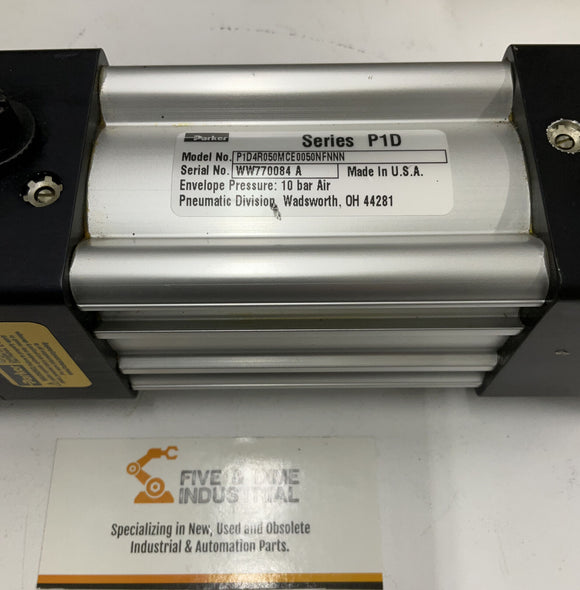 Parker
Series P1D
Model No. P1D4R050MCE0050NFNNN
Serial No. WW770084 A Made in U.S.A.
Envelope Pressure: 10 bar Air
Pneumatic Division, Wadsworth, OH 44281
FIVE & DIME
INDUSTRIAL
Specializing in New, Used and Obsolete
Industrial & Automation Parts.